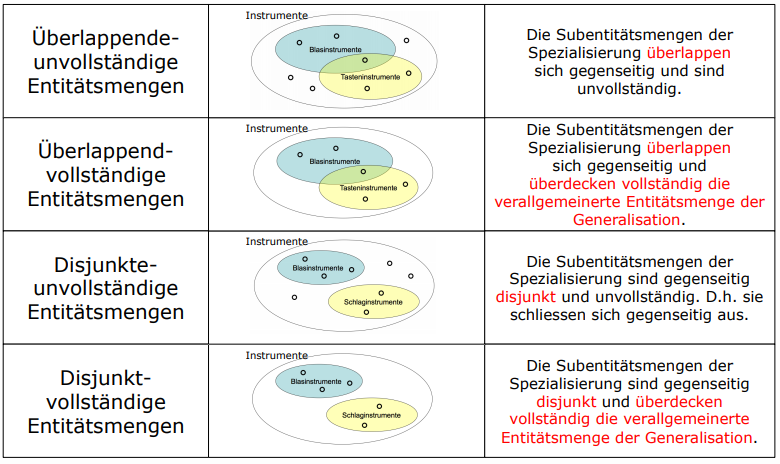 Überlappende-
unvollständige
Entitätsmengen
Instrumente
Blasinstrumente
Tasteninstrumente
Die Subentitätsmengen der
Spezialisierung überlappen
sich gegenseitig und sind
unvollständig.
Überlappend-
vollständige
Entitätsmengen
Instrumente
Blasinstrumente
Tasteninstrumente
Die Subentitätsmengen der
Spezialisierung überlappen
sich gegenseitig und
überdecken vollständig die
verallgemeinerte Entitätsmenge der
Generalisation.
Disjunkte-
unvollständige
Entitätsmengen
Instrumente
Blasinstrumente
Schlaginstrumente
Die Subentitätsmengen der
Spezialisierung sind gegenseitig
disjunkt und unvollständig. D.h. sie
schliessen sich gegenseitig aus.
Disjunkt-
vollständige
Entitätsmengen
Instrumente
Blasinstrumente
Schlaginstrumente
Die Subentitätsmengen der
Spezialisierung sind gegenseitig
disjunkt und überdecken
vollständig die verallgemeinerte
Entitätsmenge der Generalisation.